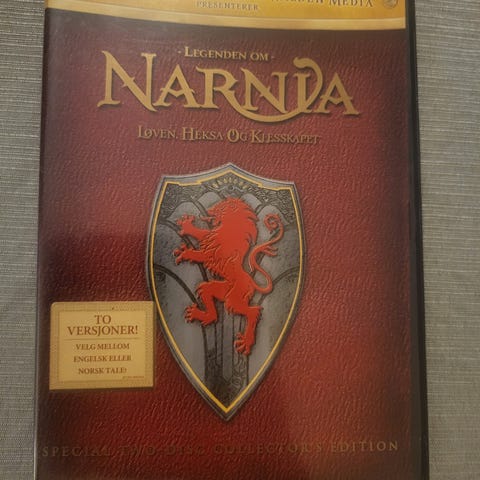 MEDIA
PRESENTERER
LEGENDEN OM
NARNIA
LØVEN, HEKSA OG KLESSKAPET
TO
VERSJONER!
VELG MELLOM
ENGELSK ELLER
NORSK TALE!
SPECIAL TWO-DISC COLLECTOR'S EDITION